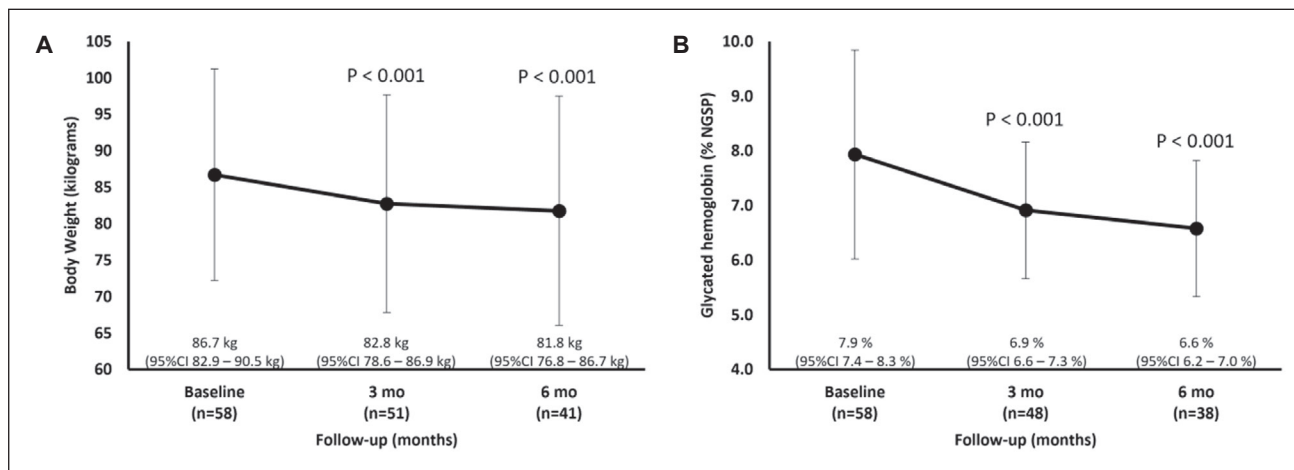 A
Body Weight (kilograms)
105
100
95
90
85
80
75
70
65
60
P < 0.001
P < 0.001
86.7 kg
(95%CI 82.9 – 90.5 kg)
82.8 kg
(95%CI 78.6 – 86.9 kg)
81.8 kg
(95%CI 76.8 – 86.7 kg)
Baseline
(n=58)
3 mo
(n=51)
6 mo
(n=41)
Follow-up (months)
B
Glycated hemoglobin (% NGSP)
10.0
9.0
8.0
7.0
6.0
5.0
4.0
P < 0.001
P < 0.001
7.9 %
(95%CI 7.4 – 8.3 %)
6.9 %
(95%CI 6.6 – 7.3 %)
6.6 %
(95%CI 6.2 – 7.0 %)
Baseline
(n=58)
3 mo
(n=48)
6 mo
(n=38)
Follow-up (months)